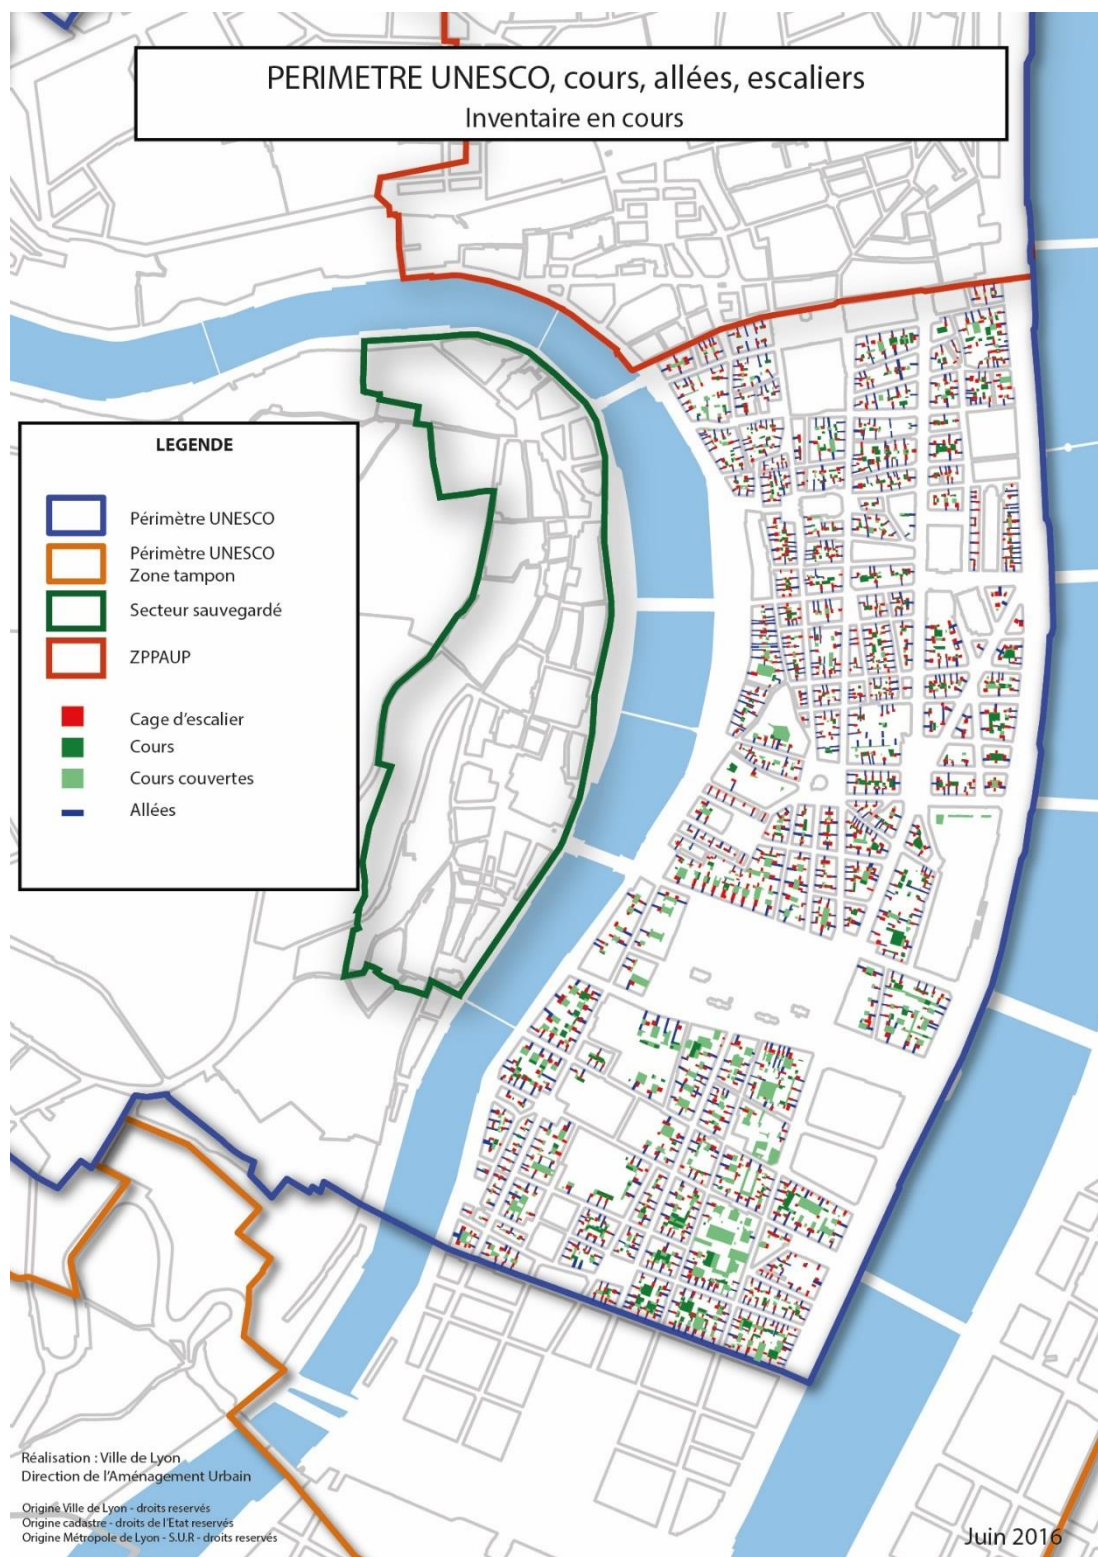 PERIMETRE UNESCO, cours, allées, escaliers
Inventaire en cours
LEGENDE
Périmètre UNESCO
Périmètre UNESCO
Zone tampon
Secteur sauvegardé
ZPPAUP
Cage d'escalier
Cours
Cours couvertes
Allées
Réalisation : Ville de Lyon
Direction de l'Aménagement Urbain
Origine Ville de Lyon - droits reservés
Origine cadastre - droits de l'Etat reservés
Origine Métropole de Lyon - S.U.R - droits reservés
Juin 2016